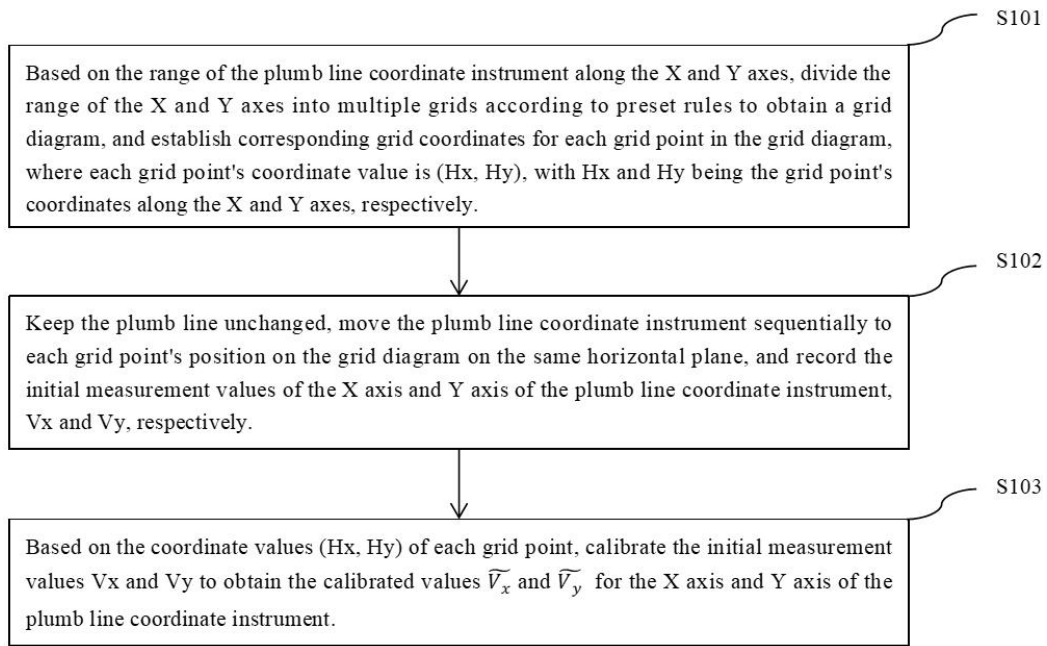 S101
Based on the range of the plumb line coordinate instrument along the X and Y axes, divide the
range of the X and Y axes into multiple grids according to preset rules to obtain a grid
diagram, and establish corresponding grid coordinates for each grid point in the grid diagram,
where each grid point's coordinate value is (Hx, Hy), with Hx and Hy being the grid point's
coordinates along the X and Y axes, respectively.
S102
Keep the plumb line unchanged, move the plumb line coordinate instrument sequentially to
each grid point's position on the grid diagram on the same horizontal plane, and record the
initial measurement values of the X axis and Y axis of the plumb line coordinate instrument,
Vx and Vy, respectively.
S103
Based on the coordinate values (Hx, Hy) of each grid point, calibrate the initial measurement
values Vx and Vy to obtain the calibrated values $\widetilde{V_x}$ and $\widetilde{V_y}$ for the X axis and Y axis of the
plumb line coordinate instrument.